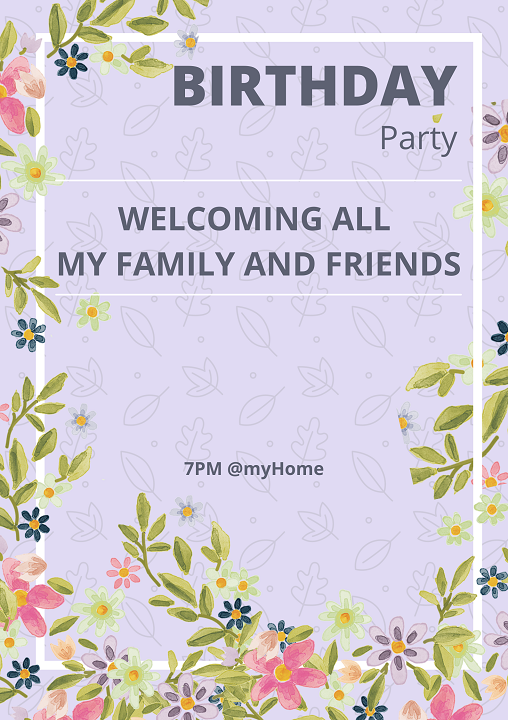 BIRTHDAY
Party
WELCOMING ALL
MY FAMILY AND FRIENDS
7PM @myHome